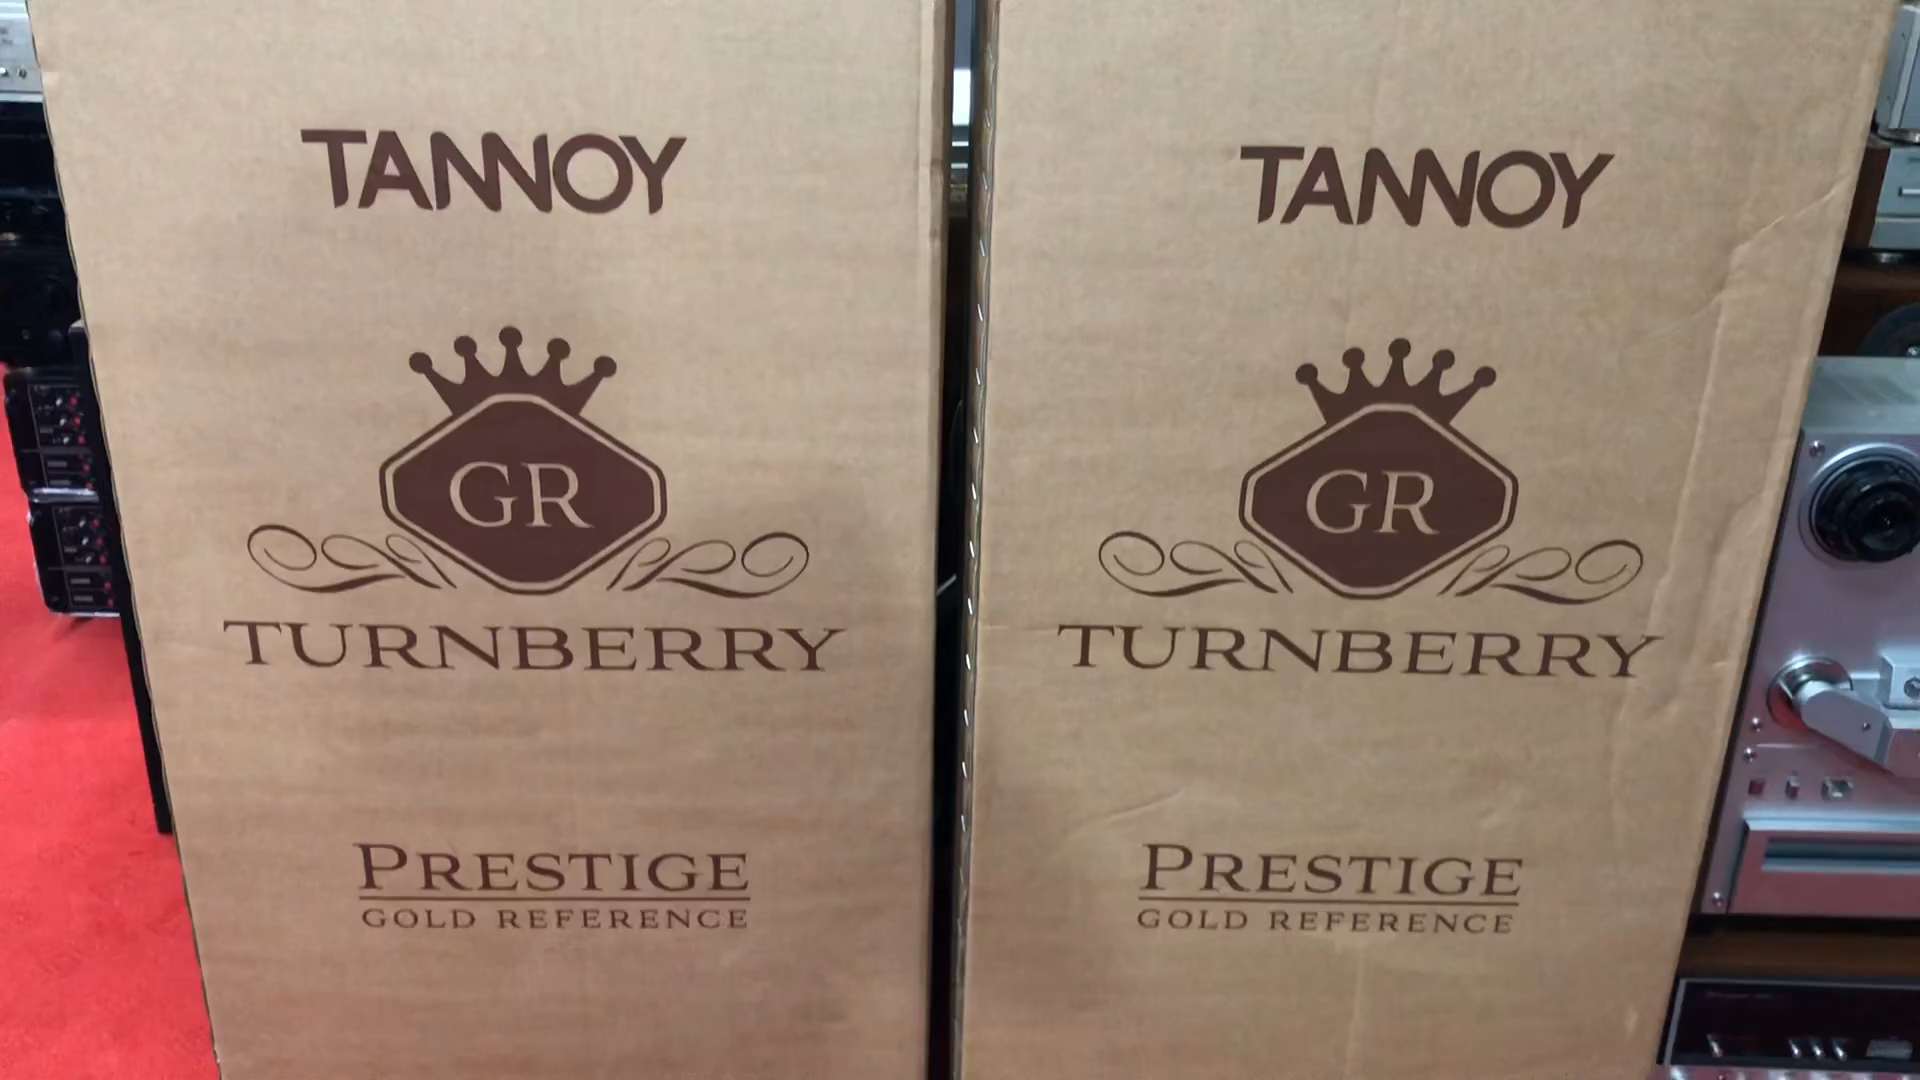 TANNOY
GR
TURNBERRY
PRESTIGE
GOLD REFERENCE
TANNOY
GR
TURNBERRY
PRESTIGE
GOLD REFERENCE